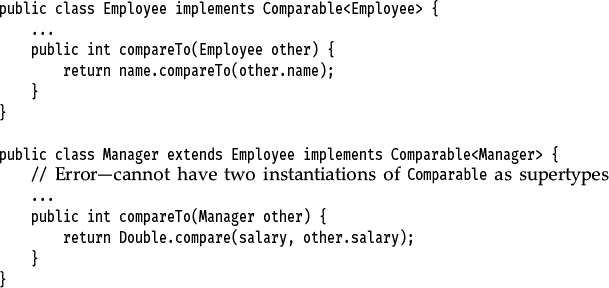 public class Employee implements Comparable<Employee> {
    ...
    public int compareTo(Employee other) {
        return name.compareTo(other.name);
    }
}

public class Manager extends Employee implements Comparable<Manager> {
    // Error—cannot have two instantiations of Comparable as supertypes
    ...
    public int compareTo(Manager other) {
        return Double.compare(salary, other.salary);
    }
}